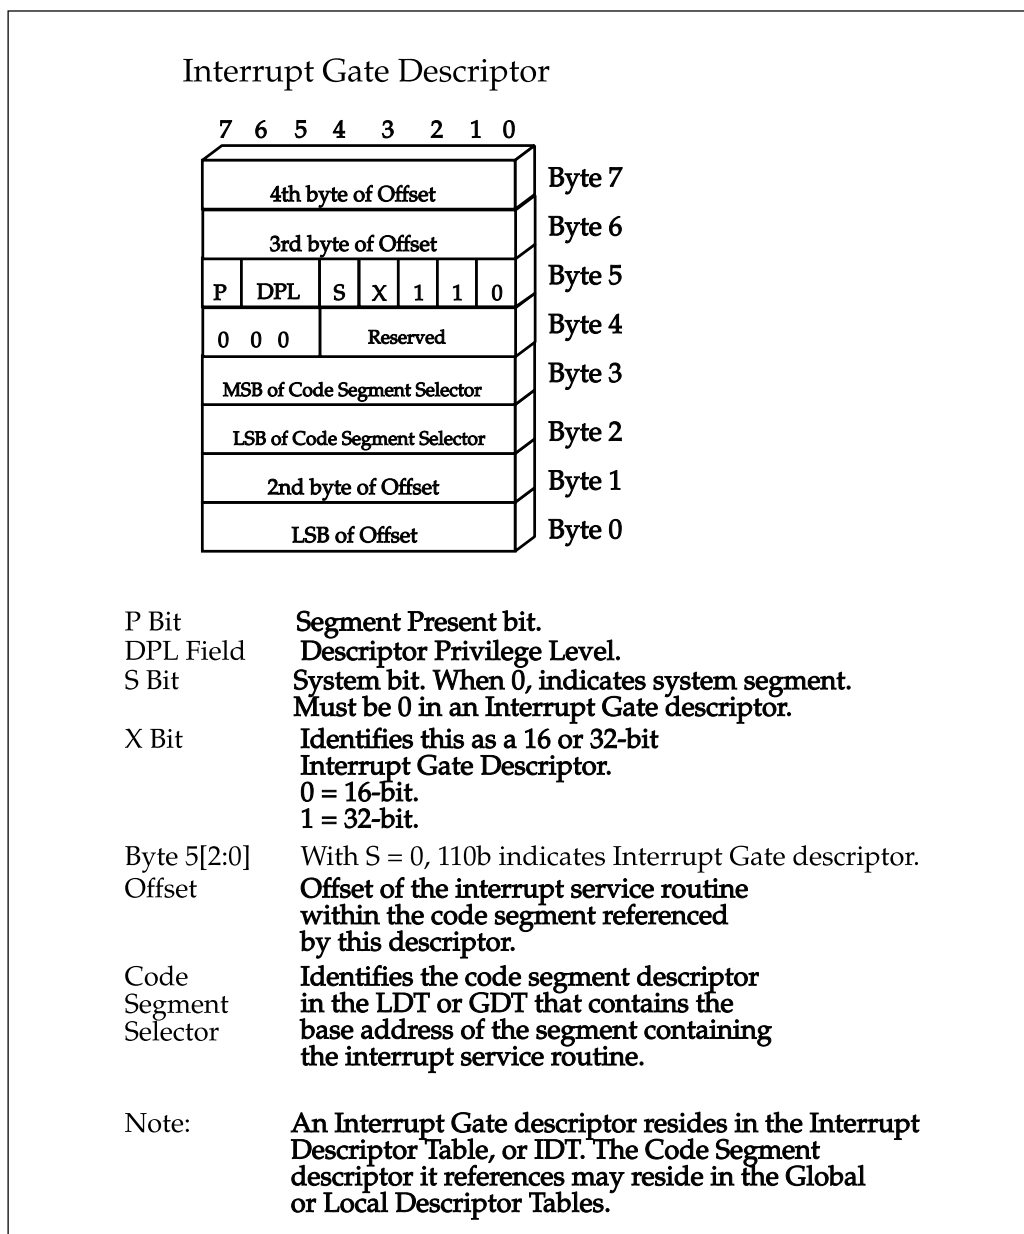 Interrupt Gate Descriptor
7 6 5 4 3 2 1 0
4th byte of Offset Byte 7
3rd byte of Offset Byte 6
P DPL S X 1 1 0 Byte 5
0 0 0 Reserved Byte 4
MSB of Code Segment Selector Byte 3
LSB of Code Segment Selector Byte 2
2nd byte of Offset Byte 1
LSB of Offset Byte 0
P Bit Segment Present bit.
DPL Field Descriptor Privilege Level.
S Bit System bit. When 0, indicates system segment.
Must be 0 in an Interrupt Gate descriptor.
X Bit Identifies this as a 16 or 32-bit
Interrupt Gate Descriptor.
0 = 16-bit.
1 = 32-bit.
Byte 5[2:0] With S = 0, 110b indicates Interrupt Gate descriptor.
Offset Offset of the interrupt service routine
within the code segment referenced
by this descriptor.
Code Identifies the code segment descriptor
Segment in the LDT or GDT that contains the
Selector base address of the segment containing
the interrupt service routine.
Note: An Interrupt Gate descriptor resides in the Interrupt
Descriptor Table, or IDT. The Code Segment
descriptor it references may reside in the Global
or Local Descriptor Tables.